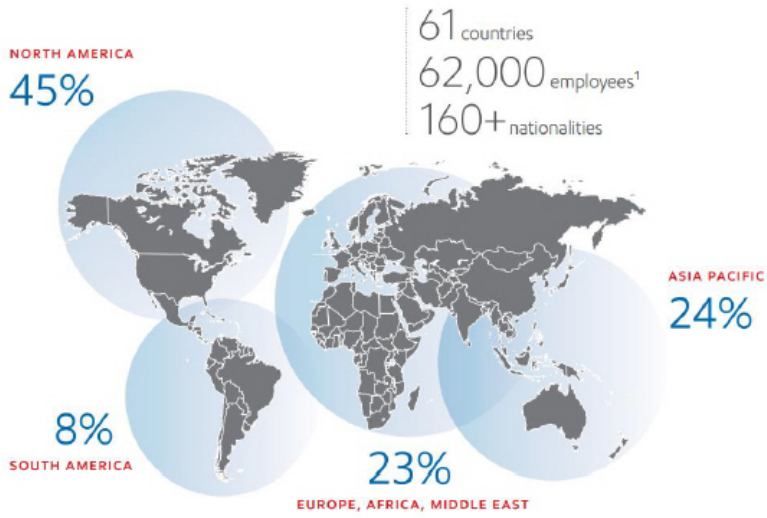 61 countries
62,000 employees¹
160+ nationalities
NORTH AMERICA
45%
ASIA PACIFIC
24%
8%
SOUTH AMERICA
23%
EUROPE, AFRICA, MIDDLE EAST